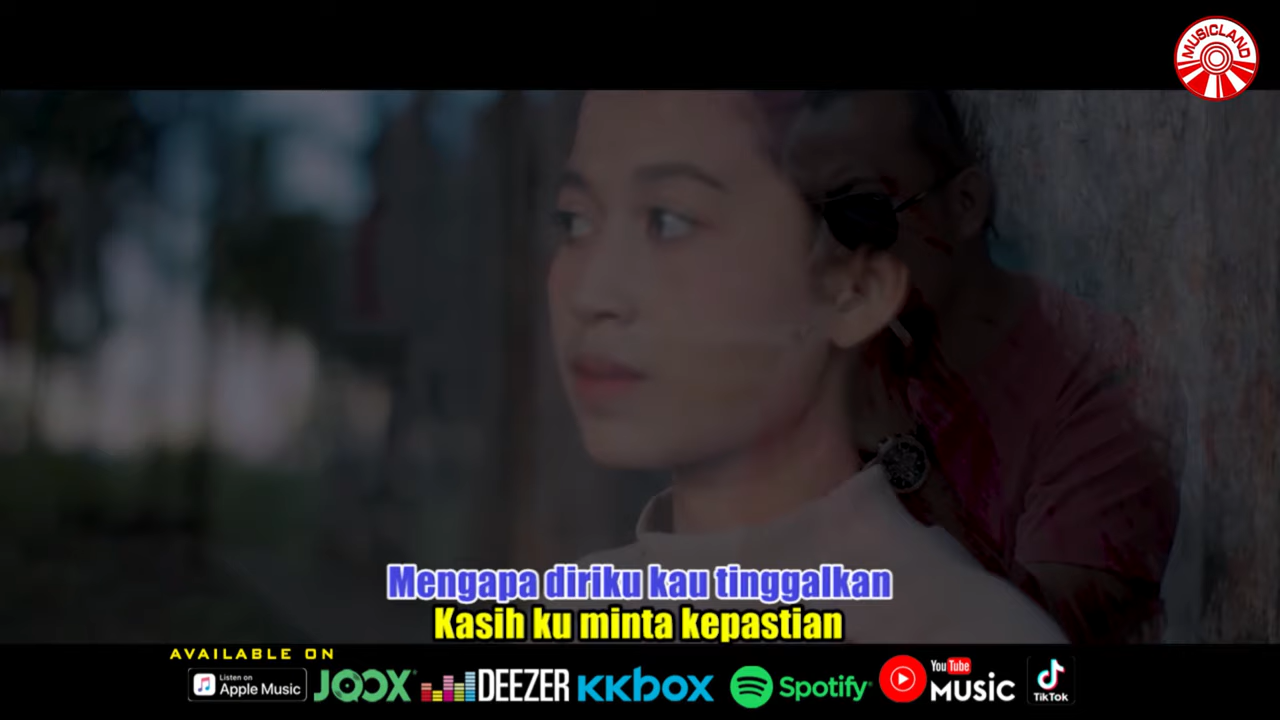 MUSICLAND
Mengapa diriku kau tinggalkan
Kasih ku minta kepastian
AVAILABLE ON
Listen on
Apple Music
JOOX
DEEZER
KKBOX
Spotify
YouTube
MUSIC
TikTok